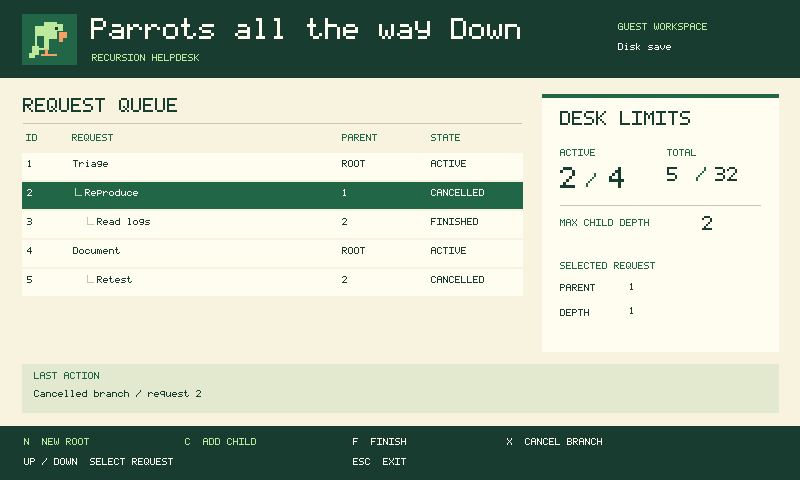 Parrots all the way Down
RECURSION HELPDESK
GUEST WORKSPACE
Disk save
REQUEST QUEUE
ID REQUEST PARENT STATE
1 Triage ROOT ACTIVE
2 Reproduce 1 CANCELLED
3 Read logs 2 FINISHED
4 Document ROOT ACTIVE
5 Retest 2 CANCELLED
DESK LIMITS
ACTIVE TOTAL
2 / 4 5 / 32
MAX CHILD DEPTH 2
SELECTED REQUEST
PARENT 1
DEPTH 1
LAST ACTION
Cancelled branch / request 2
N NEW ROOT C ADD CHILD F FINISH X CANCEL BRANCH
UP / DOWN SELECT REQUEST ESC EXIT